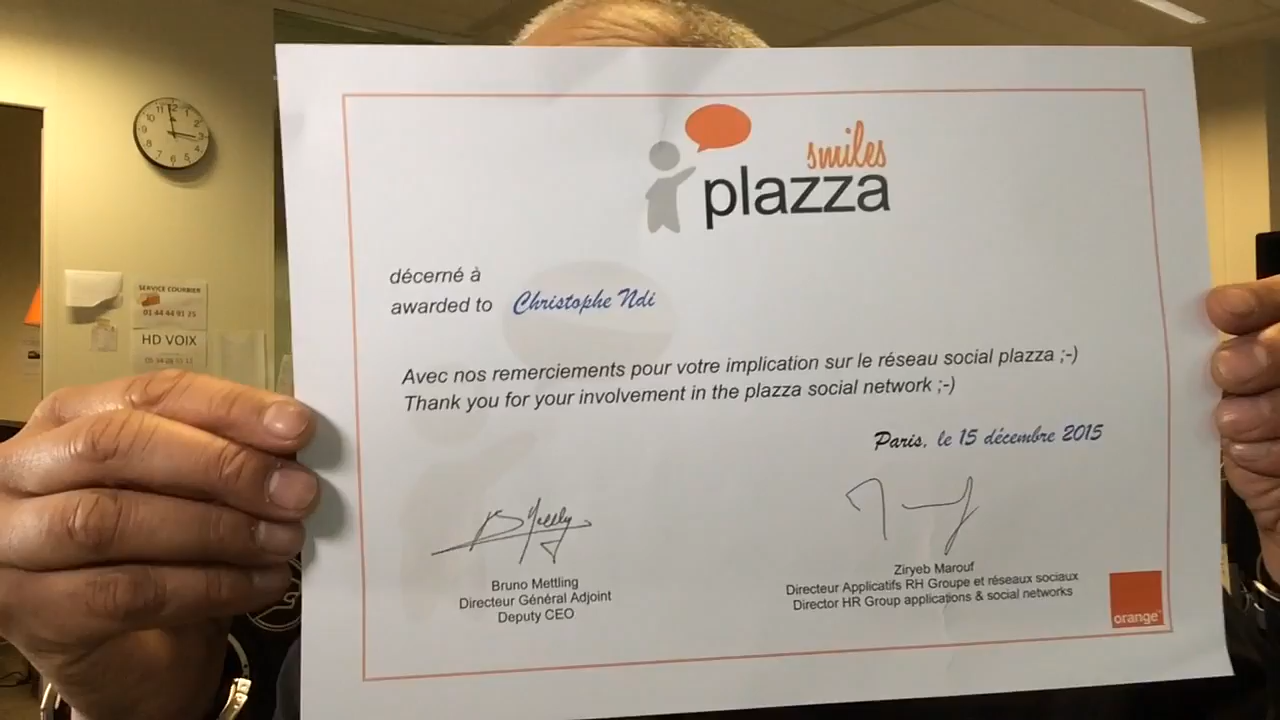 smiles
plazza
décerné à
awarded to Christophe Ndi
Avec nos remerciements pour votre implication sur le réseau social plazza ;-)
Thank you for your involvement in the plazza social network ;-)
Paris, le 15 décembre 2015
Bruno Mettling
Directeur Général Adjoint
Deputy CEO
Ziryeb Marouf
Directeur Applicatifs RH Groupe et réseaux sociaux
Director HR Group applications & social networks
orange
SERVICE COURRIER
01 44 44 91 25
HD VOIX